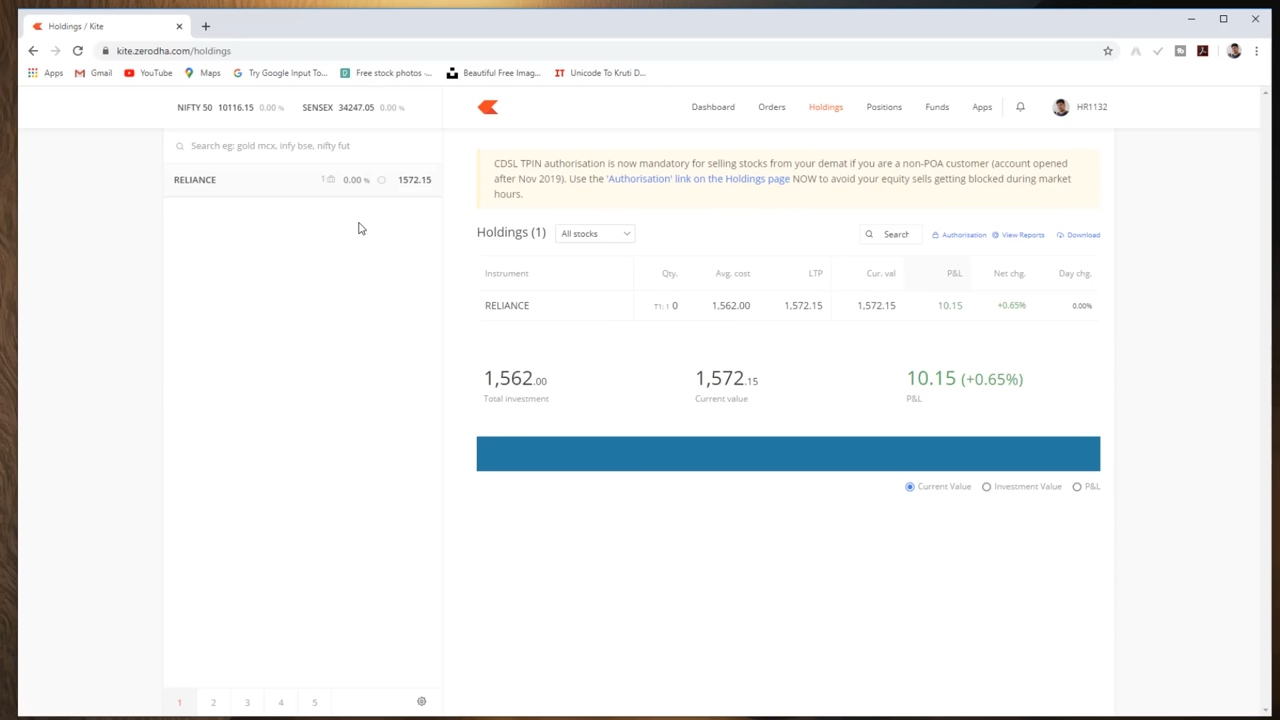 Holdings / Kite
kite.zerodha.com/holdings
Apps Gmail YouTube Maps Try Google Input To... Free stock photos -... Beautiful Free Imag... IT Unicode To Kruti D...
NIFTY 50 10116.15 0.00 % SENSEX 34247.05 0.00 %
Dashboard Orders Holdings Positions Funds Apps HR1132
Search eg: gold mcx, infy bse, nifty fut
RELIANCE 1 0.00 % 1572.15
1 2 3 4 5
CDSL TPIN authorisation is now mandatory for selling stocks from your demat if you are a non-POA customer (account opened
after Nov 2019). Use the 'Authorisation' link on the Holdings page NOW to avoid your equity sells getting blocked during market
hours.
Holdings (1) All stocks Search Authorisation View Reports Download
Instrument Qty. Avg. cost LTP Cur. val P&L Net chg. Day chg.
RELIANCE T1: 1 0 1,562.00 1,572.15 1,572.15 10.15 +0.65% 0.00%
1,562.00 1,572.15 10.15 (+0.65%)
Total investment Current value P&L
Current Value Investment Value P&L